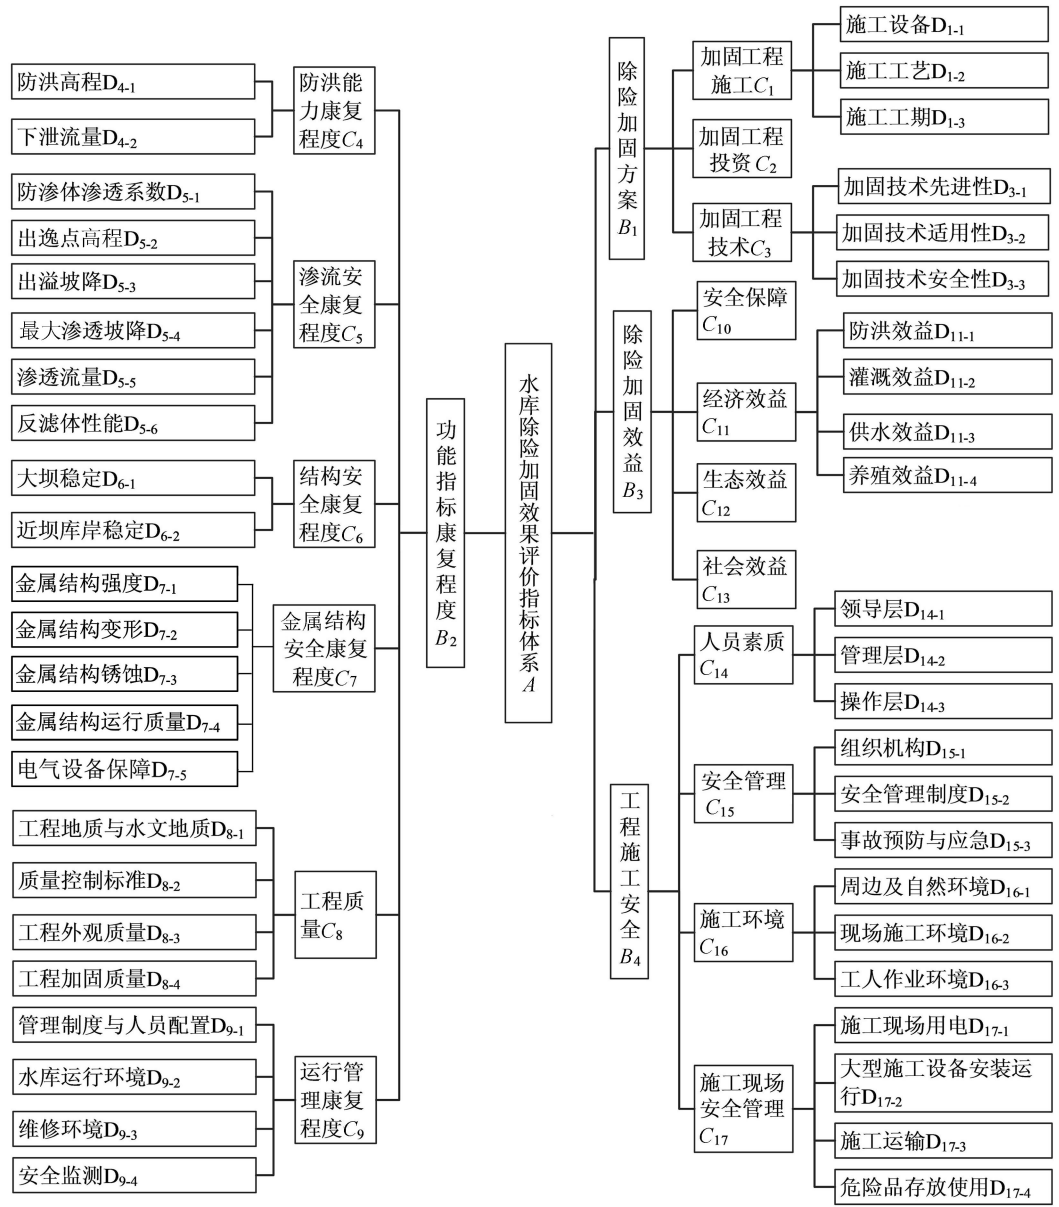 防洪高程D4-1
下泄流量D4-2
防洪能
力康复
程度C4
防渗体渗透系数D5-1
出逸点高程D5-2
出溢坡降D5-3
最大渗透坡降D5-4
渗透流量D5-5
反滤体性能D5-6
渗流安
全康复
程度C5
大坝稳定D6-1
近坝库岸稳定D6-2
结构安
全康复
程度C6
金属结构强度D7-1
金属结构变形D7-2
金属结构锈蚀D7-3
金属结构运行质量D7-4
电气设备保障D7-5
金属结构
安全康复
程度C7
工程地质与水文地质D8-1
质量控制标准D8-2
工程外观质量D8-3
工程加固质量D8-4
工程质
量C8
管理制度与人员配置D9-1
水库运行环境D9-2
维修环境D9-3
安全监测D9-4
运行管
理康复
程度C9
功能指标康复程度B2
水库除险加固效果评价指标体系A
除险加固方案B1
加固工程
施工C1
施工设备D1-1
施工工艺D1-2
施工工期D1-3
加固工程
投资C2
加固工程
技术C3
加固技术先进性D3-1
加固技术适用性D3-2
加固技术安全性D3-3
除险加固效益B3
安全保障
C10
经济效益
C11
防洪效益D11-1
灌溉效益D11-2
供水效益D11-3
养殖效益D11-4
生态效益
C12
社会效益
C13
工程施工安全B4
人员素质
C14
领导层D14-1
管理层D14-2
操作层D14-3
安全管理
C15
组织机构D15-1
安全管理制度D15-2
事故预防与应急D15-3
施工环境
C16
周边及自然环境D16-1
现场施工环境D16-2
工人作业环境D16-3
施工现场
安全管理
C17
施工现场用电D17-1
大型施工设备安装运
行D17-2
施工运输D17-3
危险品存放使用D17-4